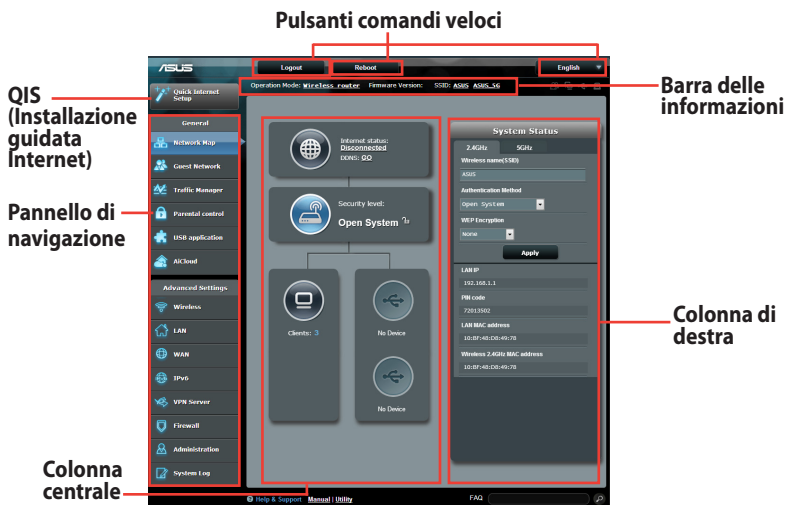 Pulsanti comandi veloci
ASUS
Logout
Reboot
English
Operation Mode: Wireless router Firmware Version: SSID: ASUS ASUS_5G
Barra delle
informazioni
QIS
(Installazione
guidata
Internet)
Quick Internet
Setup
Pannello di
navigazione
General
Network Map
Guest Network
Traffic Manager
Parental control
USB application
AiCloud
Advanced Settings
Wireless
LAN
WAN
IPv6
VPN Server
Firewall
Administration
System Log
Internet status:
Disconnected
DDNS: GO
Security level:
Open System
Clients: 3
No Device
No Device
System Status
2.4GHz 5GHz
Wireless name(SSID)
ASUS
Authentication Method
Open System
WEP Encryption
None
Apply
LAN IP
192.168.1.1
PIN code
72013502
LAN MAC address
10:BF:48:D8:49:78
Wireless 2.4GHz MAC address
10:BF:48:D8:49:78
Colonna di
destra
Colonna
centrale
Help & Support Manual | Utility
FAQ